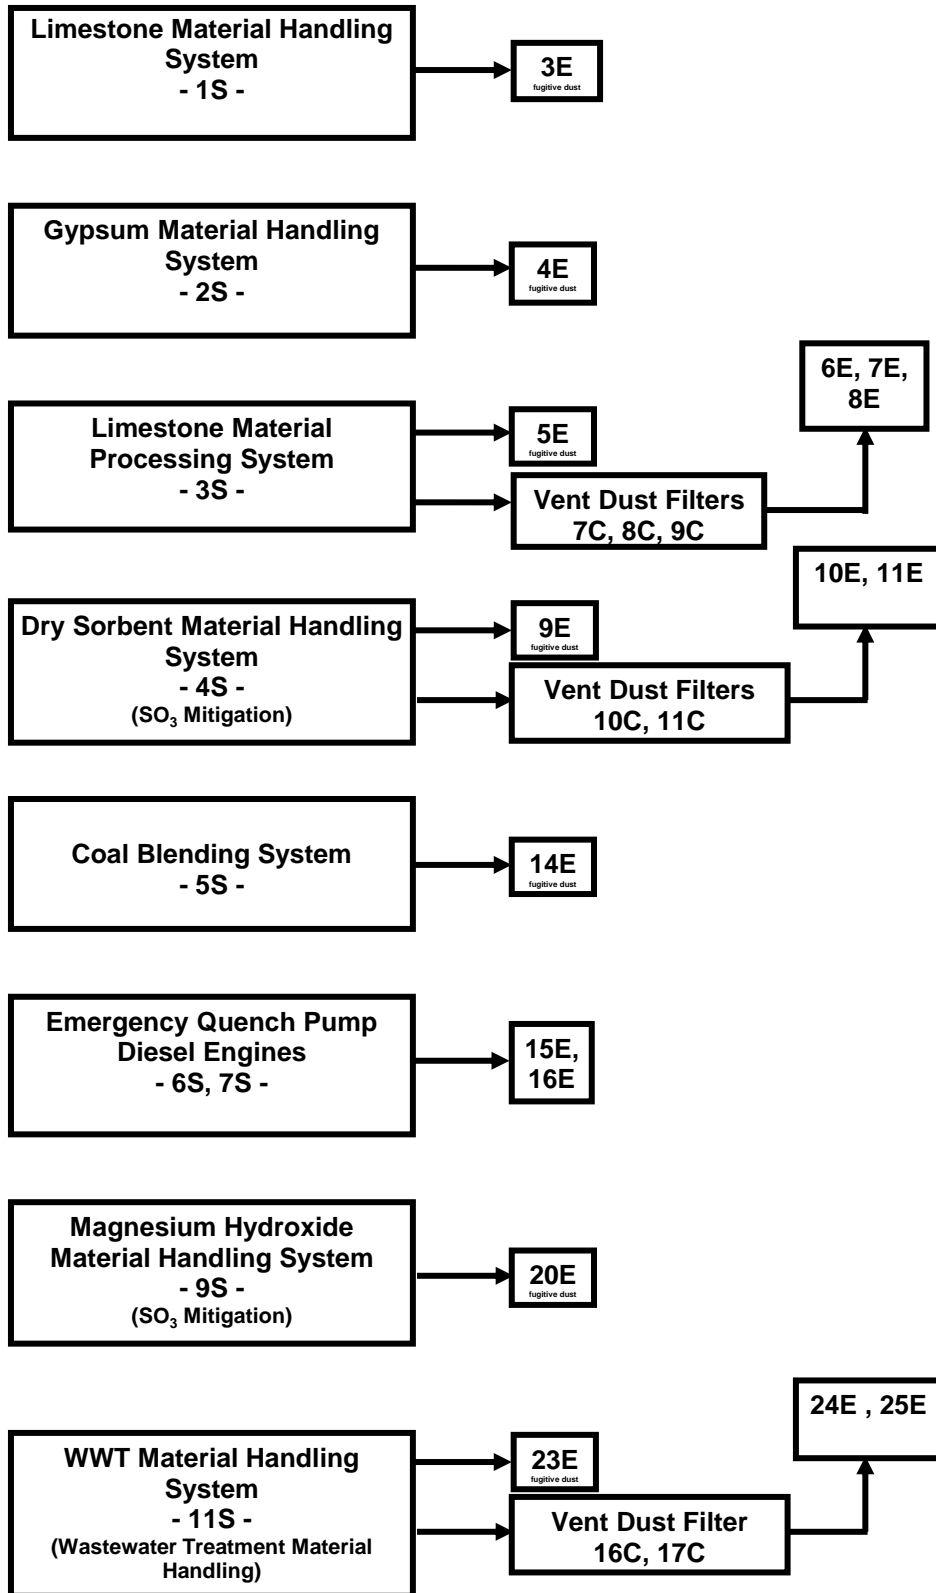 Limestone Material Handling
System
- 1S -
3E
fugitive dust
Gypsum Material Handling
System
- 2S -
4E
fugitive dust
6E, 7E,
8E
Limestone Material
Processing System
- 3S -
5E
fugitive dust
Vent Dust Filters
7C, 8C, 9C
10E, 11E
Dry Sorbent Material Handling
System
- 4S -
(SO₃ Mitigation)
9E
fugitive dust
Vent Dust Filters
10C, 11C
Coal Blending System
- 5S -
14E
fugitive dust
Emergency Quench Pump
Diesel Engines
- 6S, 7S -
15E,
16E
Magnesium Hydroxide
Material Handling System
- 9S -
(SO₃ Mitigation)
20E
fugitive dust
24E , 25E
WWT Material Handling
System
- 11S -
(Wastewater Treatment Material
Handling)
23E
fugitive dust
Vent Dust Filter
16C, 17C